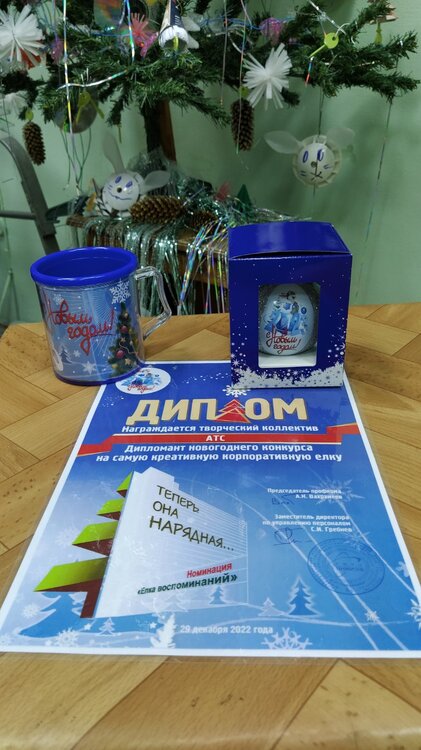 Новым
годом!
Новым
годом!
ДИПЛОМ
Награждается творческий коллектив
АТС
Дипломант новогоднего конкурса
на самую креативную корпоративную елку
Председатель профкома
А.Н. Вахранков
Заместитель директора
по управлению персоналом
С.И. Гребнев
ТЕПЕРЬ
ОНА
НАРЯДНАЯ...
Номинация
«Елка воспоминаний»
29 декабря 2022 года